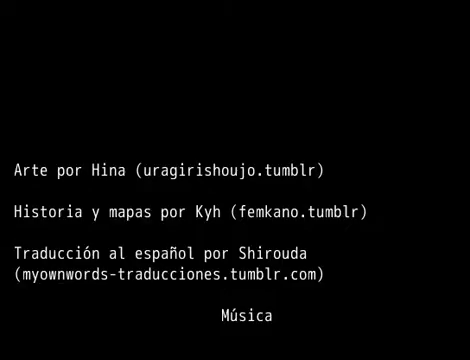 Arte por Hina (uragirishoujo.tumblr)
Historia y mapas por Kyh (femkano.tumblr)
Traducción al español por Shirouda
(myownwords-traducciones.tumblr.com)
Música